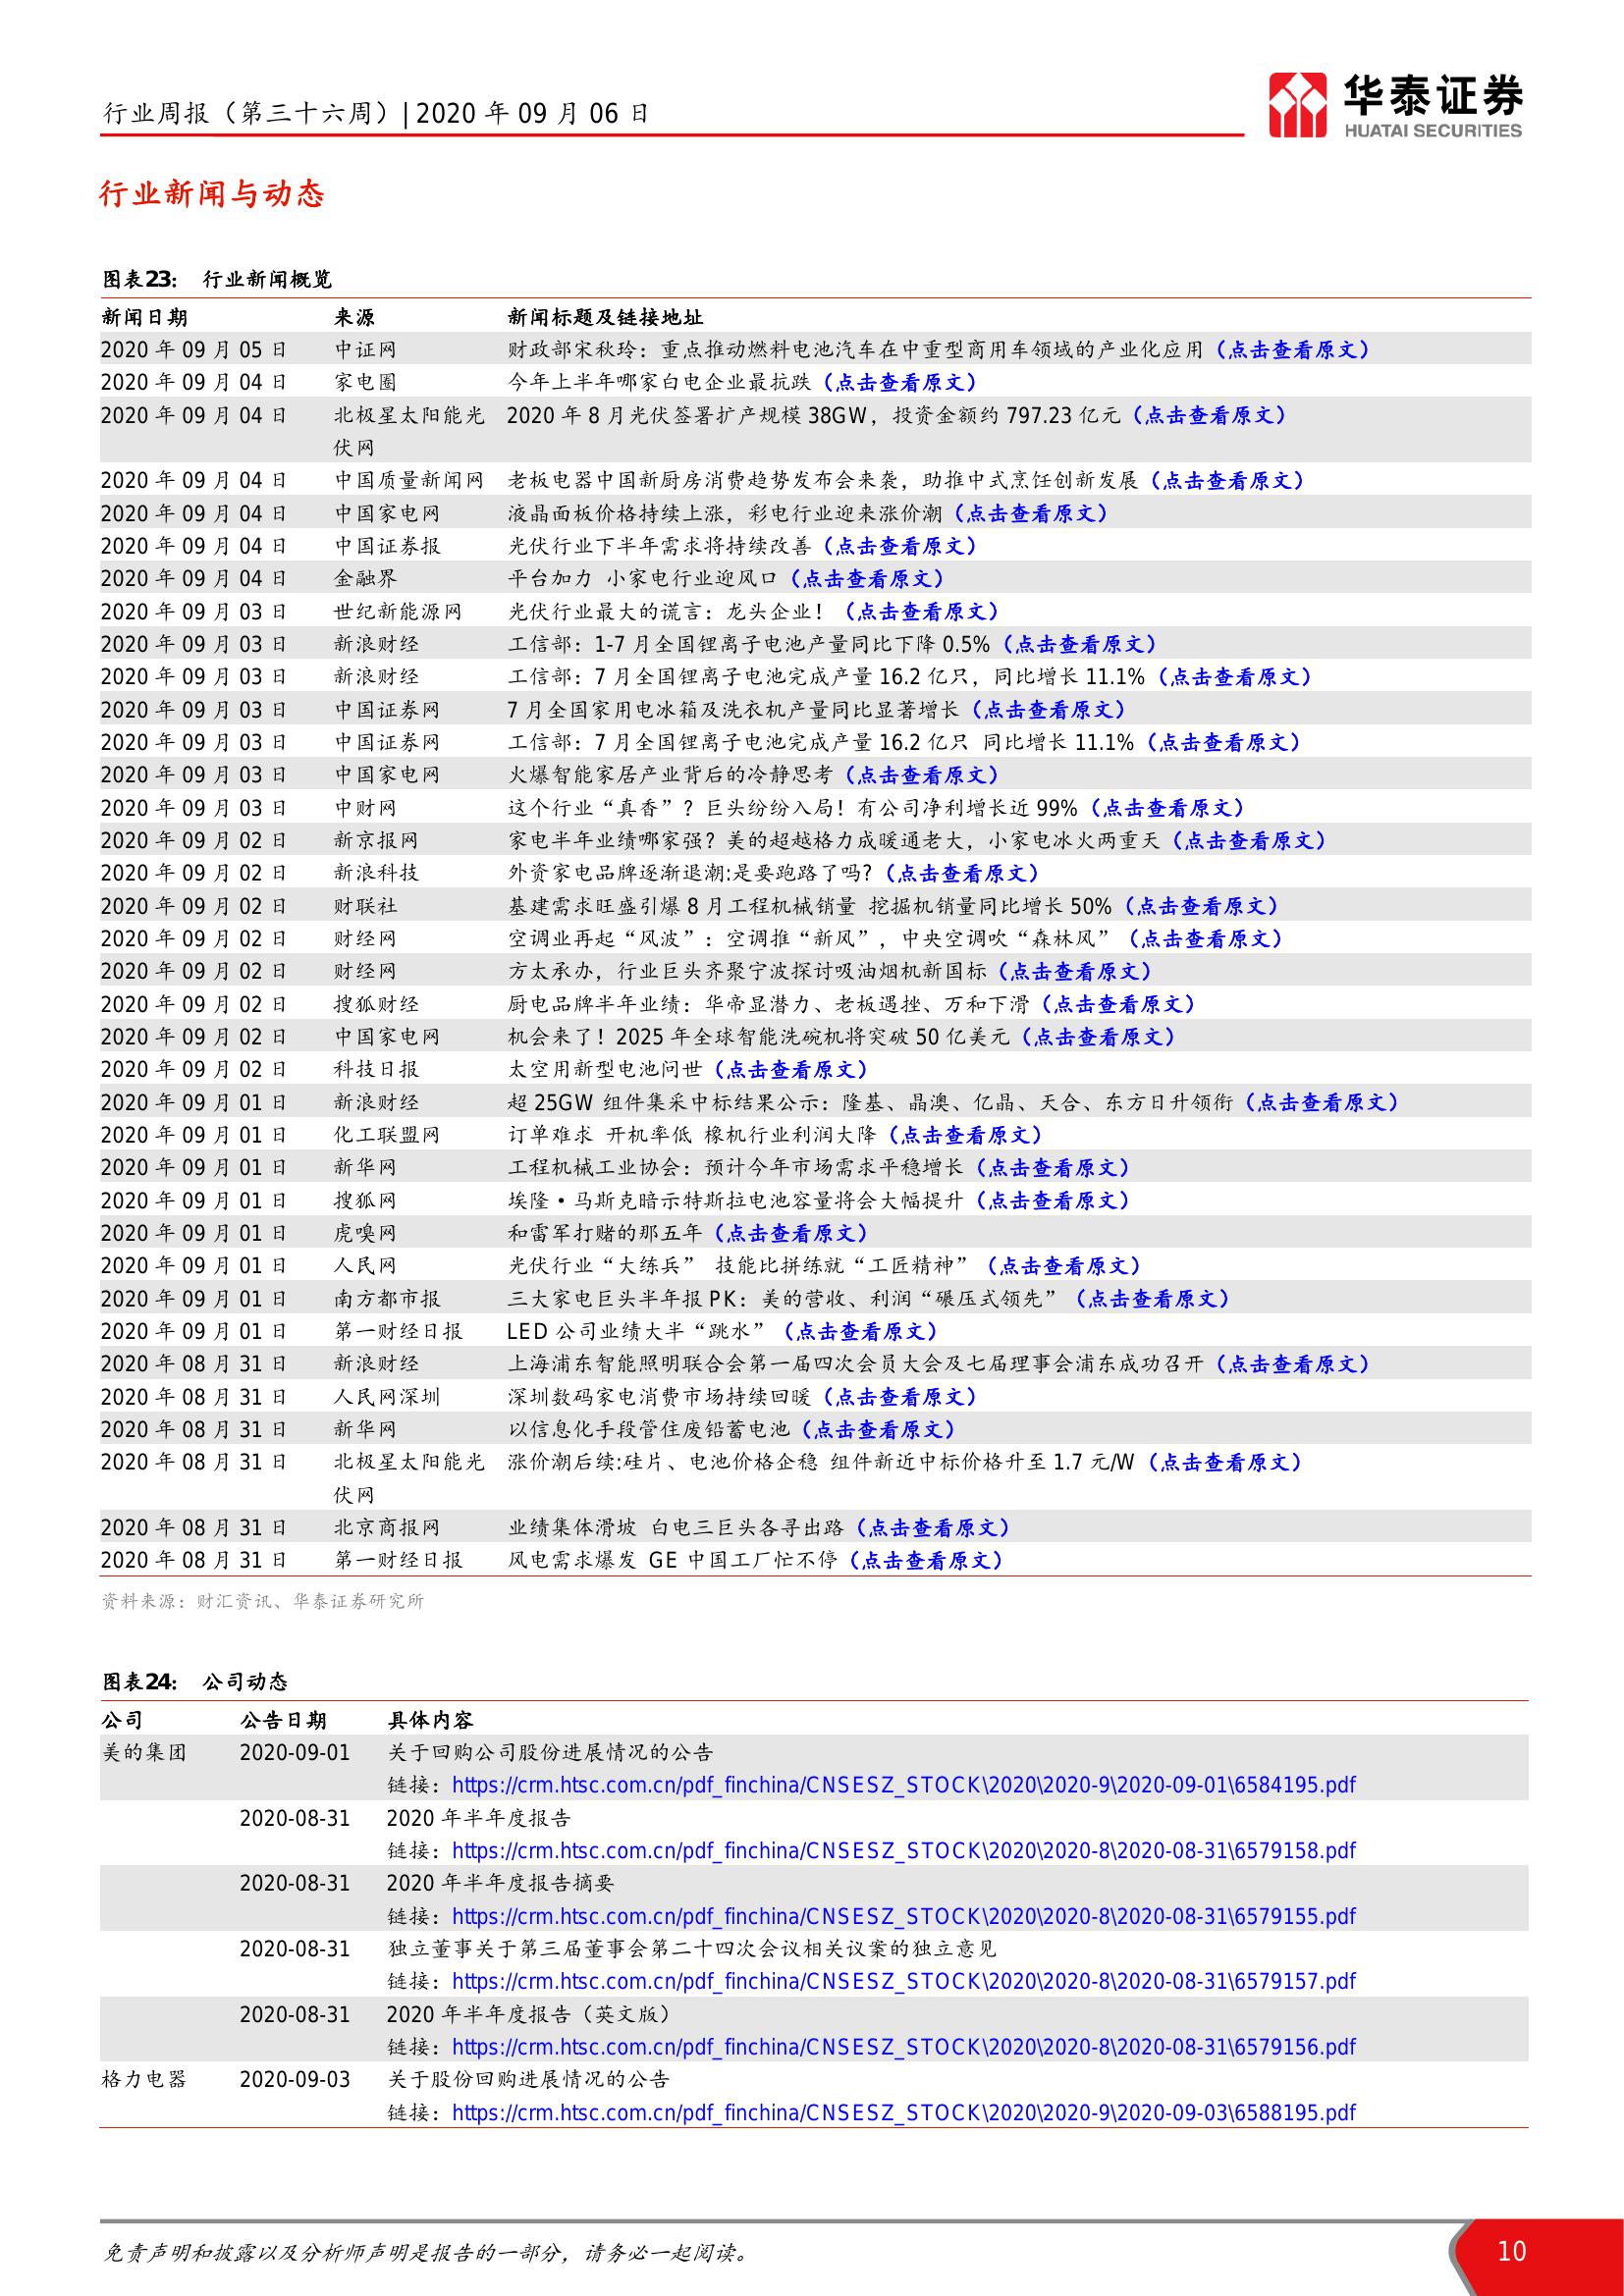 行业周报（第三十六周）| 2020 年 09 月 06 日
华泰证券
HUATAI SECURITIES
行业新闻与动态
图表23： 行业新闻概览
新闻日期 来源 新闻标题及链接地址
2020 年 09 月 05 日 中证网 财政部宋秋玲：重点推动燃料电池汽车在中重型商用车领域的产业化应用（点击查看原文）
2020 年 09 月 04 日 家电圈 今年上半年哪家白电企业最抗跌（点击查看原文）
2020 年 09 月 04 日 北极星太阳能光 2020 年 8 月光伏签署扩产规模 38GW，投资金额约 797.23 亿元（点击查看原文）
伏网
2020 年 09 月 04 日 中国质量新闻网 老板电器中国新厨房消费趋势发布会来袭，助推中式烹饪创新发展（点击查看原文）
2020 年 09 月 04 日 中国家电网 液晶面板价格持续上涨，彩电行业迎来涨价潮（点击查看原文）
2020 年 09 月 04 日 中国证券报 光伏行业下半年需求将持续改善（点击查看原文）
2020 年 09 月 04 日 金融界 平台加力 小家电行业迎风口（点击查看原文）
2020 年 09 月 03 日 世纪新能源网 光伏行业最大的谎言：龙头企业！（点击查看原文）
2020 年 09 月 03 日 新浪财经 工信部：1-7 月全国锂离子电池产量同比下降 0.5%（点击查看原文）
2020 年 09 月 03 日 新浪财经 工信部：7 月全国锂离子电池完成产量 16.2 亿只，同比增长 11.1%（点击查看原文）
2020 年 09 月 03 日 中国证券网 7 月全国家用电冰箱及洗衣机产量同比显著增长（点击查看原文）
2020 年 09 月 03 日 中国证券网 工信部：7 月全国锂离子电池完成产量 16.2 亿只 同比增长 11.1%（点击查看原文）
2020 年 09 月 03 日 中国家电网 火爆智能家居产业背后的冷静思考（点击查看原文）
2020 年 09 月 03 日 中财网 这个行业“真香”？巨头纷纷入局！有公司净利增长近 99%（点击查看原文）
2020 年 09 月 02 日 新京报网 家电半年业绩哪家强？美的超越格力成暖通老大，小家电冰火两重天（点击查看原文）
2020 年 09 月 02 日 新浪科技 外资家电品牌逐渐退潮:是要跑路了吗?（点击查看原文）
2020 年 09 月 02 日 财联社 基建需求旺盛引爆 8 月工程机械销量 挖掘机销量同比增长 50%（点击查看原文）
2020 年 09 月 02 日 财经网 空调业再起“风波”：空调推“新风”，中央空调吹“森林风”（点击查看原文）
2020 年 09 月 02 日 财经网 方太承办，行业巨头齐聚宁波探讨吸油烟机新国标（点击查看原文）
2020 年 09 月 02 日 搜狐财经 厨电品牌半年业绩：华帝显潜力、老板遇挫、万和下滑（点击查看原文）
2020 年 09 月 02 日 中国家电网 机会来了！2025 年全球智能洗碗机将突破 50 亿美元（点击查看原文）
2020 年 09 月 02 日 科技日报 太空用新型电池问世（点击查看原文）
2020 年 09 月 01 日 新浪财经 超 25GW 组件集采中标结果公示：隆基、晶澳、亿晶、天合、东方日升领衔（点击查看原文）
2020 年 09 月 01 日 化工联盟网 订单难求 开机率低 橡机行业利润大降（点击查看原文）
2020 年 09 月 01 日 新华网 工程机械工业协会：预计今年市场需求平稳增长（点击查看原文）
2020 年 09 月 01 日 搜狐网 埃隆·马斯克暗示特斯拉电池容量将会大幅提升（点击查看原文）
2020 年 09 月 01 日 虎嗅网 和雷军打赌的那五年（点击查看原文）
2020 年 09 月 01 日 人民网 光伏行业“大练兵” 技能比拼练就“工匠精神”（点击查看原文）
2020 年 09 月 01 日 南方都市报 三大家电巨头半年报 PK：美的营收、利润“碾压式领先”（点击查看原文）
2020 年 09 月 01 日 第一财经日报 LED 公司业绩大半“跳水”（点击查看原文）
2020 年 08 月 31 日 新浪财经 上海浦东智能照明联合会第一届四次会员大会及七届理事会浦东成功召开（点击查看原文）
2020 年 08 月 31 日 人民网深圳 深圳数码家电消费市场持续回暖（点击查看原文）
2020 年 08 月 31 日 新华网 以信息化手段管住废铅蓄电池（点击查看原文）
2020 年 08 月 31 日 北极星太阳能光 涨价潮后续:硅片、电池价格企稳 组件新近中标价格升至 1.7 元/W（点击查看原文）
伏网
2020 年 08 月 31 日 北京商报网 业绩集体滑坡 白电三巨头各寻出路（点击查看原文）
2020 年 08 月 31 日 第一财经日报 风电需求爆发 GE 中国工厂忙不停（点击查看原文）
资料来源：财汇资讯、华泰证券研究所
图表24： 公司动态
公司 公告日期 具体内容
美的集团 2020-09-01 关于回购公司股份进展情况的公告
链接：https://crm.htsc.com.cn/pdf_finchina/CNSESZ_STOCK\2020\2020-9\2020-09-01\6584195.pdf
2020-08-31 2020 年半年度报告
链接：https://crm.htsc.com.cn/pdf_finchina/CNSESZ_STOCK\2020\2020-8\2020-08-31\6579158.pdf
2020-08-31 2020 年半年度报告摘要
链接：https://crm.htsc.com.cn/pdf_finchina/CNSESZ_STOCK\2020\2020-8\2020-08-31\6579155.pdf
2020-08-31 独立董事关于第三届董事会第二十四次会议相关议案的独立意见
链接：https://crm.htsc.com.cn/pdf_finchina/CNSESZ_STOCK\2020\2020-8\2020-08-31\6579157.pdf
2020-08-31 2020 年半年度报告（英文版）
链接：https://crm.htsc.com.cn/pdf_finchina/CNSESZ_STOCK\2020\2020-8\2020-08-31\6579156.pdf
格力电器 2020-09-03 关于股份回购进展情况的公告
链接：https://crm.htsc.com.cn/pdf_finchina/CNSESZ_STOCK\2020\2020-9\2020-09-03\6588195.pdf
免责声明和披露以及分析师声明是报告的一部分，请务必一起阅读。
10